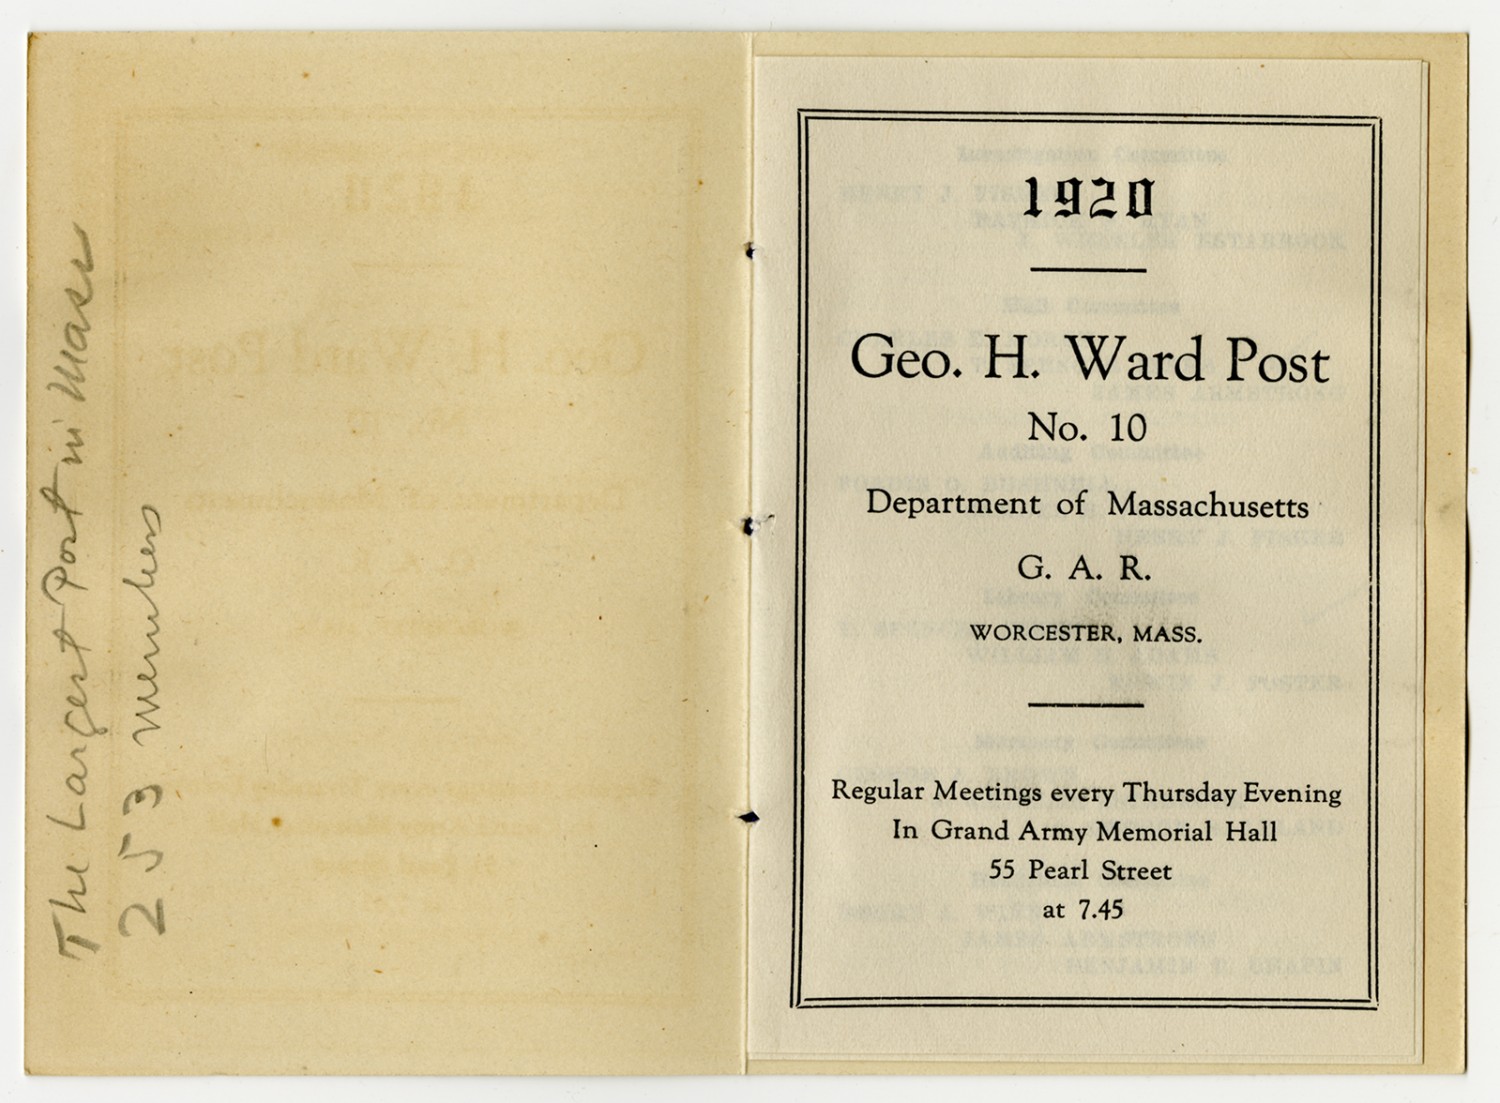 The Largest Post in Mass
253 members
1920
Geo. H. Ward Post
No. 10
Department of Massachusetts
G. A. R.
WORCESTER, MASS.
Regular Meetings every Thursday Evening
In Grand Army Memorial Hall
55 Pearl Street
at 7.45